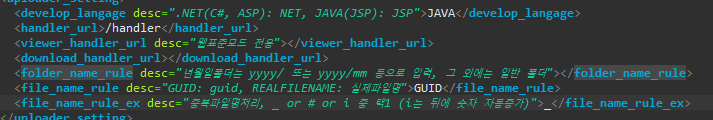 <develop_langage desc=".NET(C#, ASP): NET, JAVA(JSP): JSP">JAVA</develop_langage>
<handler_url>/handler</handler_url>
<viewer_handler_url desc="웹표준모드 전용"></viewer_handler_url>
<download_handler_url></download_handler_url>
<folder_name_rule desc="년월일폴더는 yyyy/ 또는 yyyy/mm 등으로 입력, 그 외에는 일반 폴더"></folder_name_rule>
<file_name_rule desc="GUID: guid, REALFILENAME: 실제파일명">GUID</file_name_rule>
<file_name_rule_ex desc="중복파일명처리, _ or # or i 중 택1 (i는 뒤에 숫자 자동증가)">_</file_name_rule_ex>
</uploader_setting>